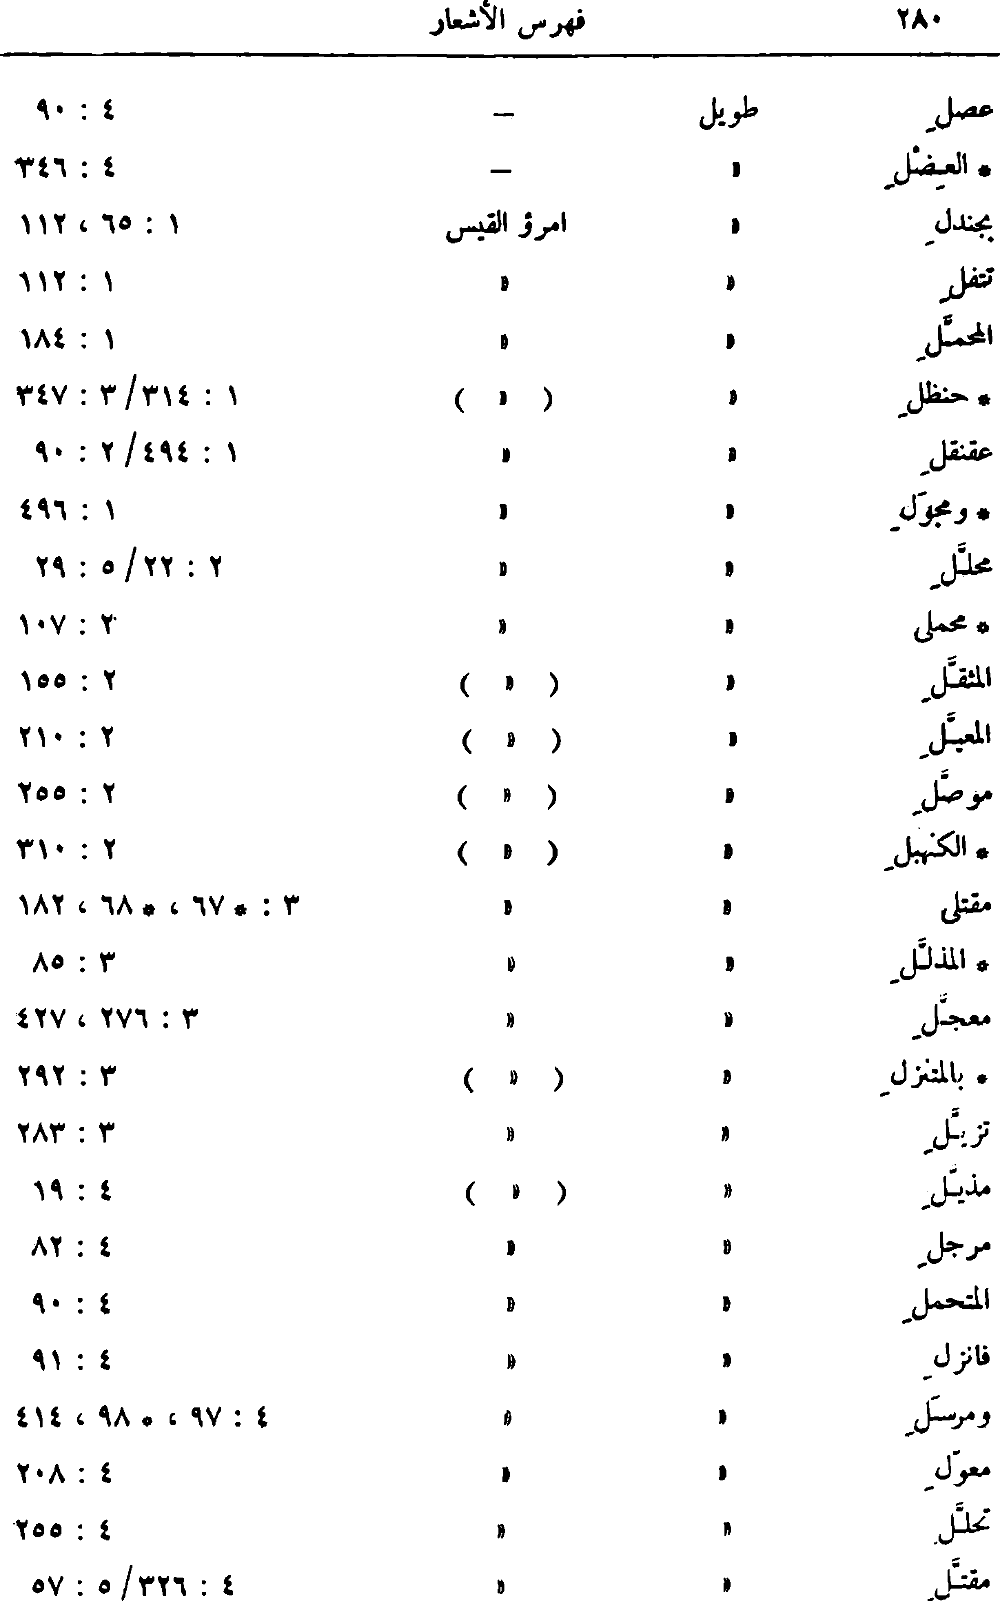 ٢٨٠ فهرس الأشعار
عصلِ طويل — ٤ : ٩٠
* العِضْلِ » — ٤ : ٣٤٦
بجندلِ » امرؤ القيس ١ : ٦٥ ، ١١٢
تتفلِ » » ١ : ١١٢
المحمَّلِ » » ١ : ١٨٤
* حنظلِ » ( » ) ١ : ٣١٤/ ٣ : ٣٤٧
عقنقلِ » » ١ : ٤٩٤/ ٢ : ٩٠
* ومجوَلِ » » ١ : ٤٩٦
محلَّلِ » » ٢ : ٢٢/ ٥ : ٢٩
* محملى » » ٢ : ١٠٧
المثقَّلِ » ( » ) ٢ : ١٥٥
المعيَّلِ » ( » ) ٢ : ٢١٠
موصَّلِ » ( » ) ٢ : ٢٥٥
* الكنهبلِ » ( » ) ٢ : ٣١٠
مقتلى » » ٣ : *٦٧ ، *٦٨ ، ١٨٢
* المذلَّلِ » » ٣ : ٨٥
معجَّلِ » » ٣ : ٢٧٦ ، ٤٢٧
* بالمتنزلِ » ( » ) ٣ : ٢٩٢
تزيَّلِ » » ٣ : ٢٨٣
مذيَّلِ » ( » ) ٤ : ١٩
مرجلِ » » ٤ : ٨٢
المتحملِ » » ٤ : ٩٠
فانزلِ » » ٤ : ٩١
ومرسَلِ » » ٤ : ٩٧ ، *٩٨ ، ٤١٤
معوّلِ » » ٤ : ٢٠٨
تحلَّلِ » » ٤ : ٢٥٥
مقتَّلِ » » ٤ : ٣٢٦/ ٥ : ٥٧